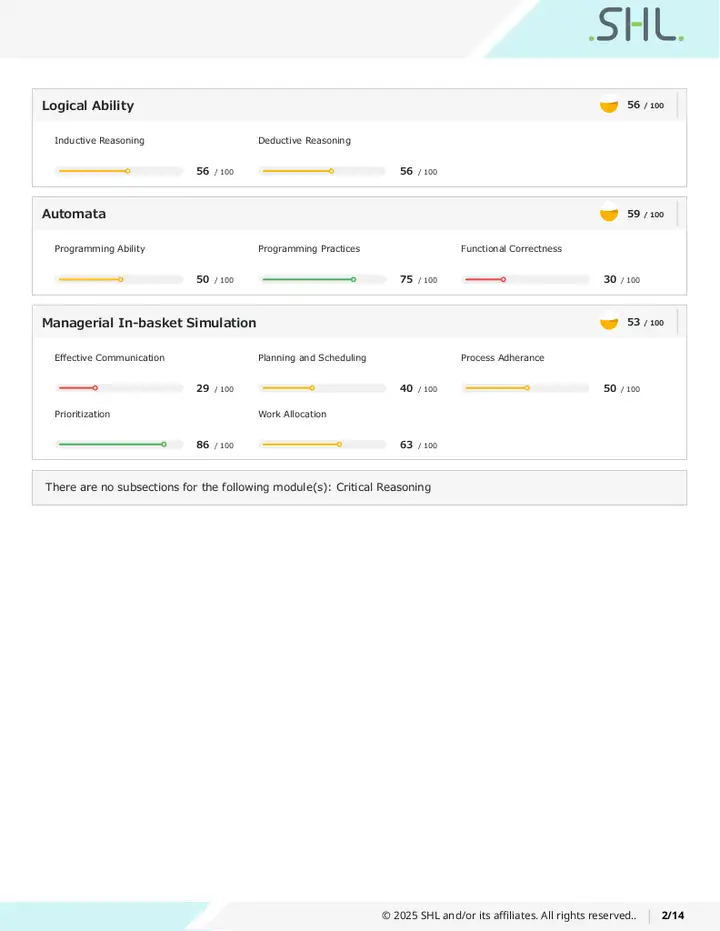 .SHL.
Logical Ability 56 / 100
Inductive Reasoning Deductive Reasoning
56 / 100 56 / 100
Automata 59 / 100
Programming Ability Programming Practices Functional Correctness
50 / 100 75 / 100 30 / 100
Managerial In-basket Simulation 53 / 100
Effective Communication Planning and Scheduling Process Adherance
29 / 100 40 / 100 50 / 100
Prioritization Work Allocation
86 / 100 63 / 100
There are no subsections for the following module(s): Critical Reasoning
© 2025 SHL and/or its affiliates. All rights reserved.. 2/14